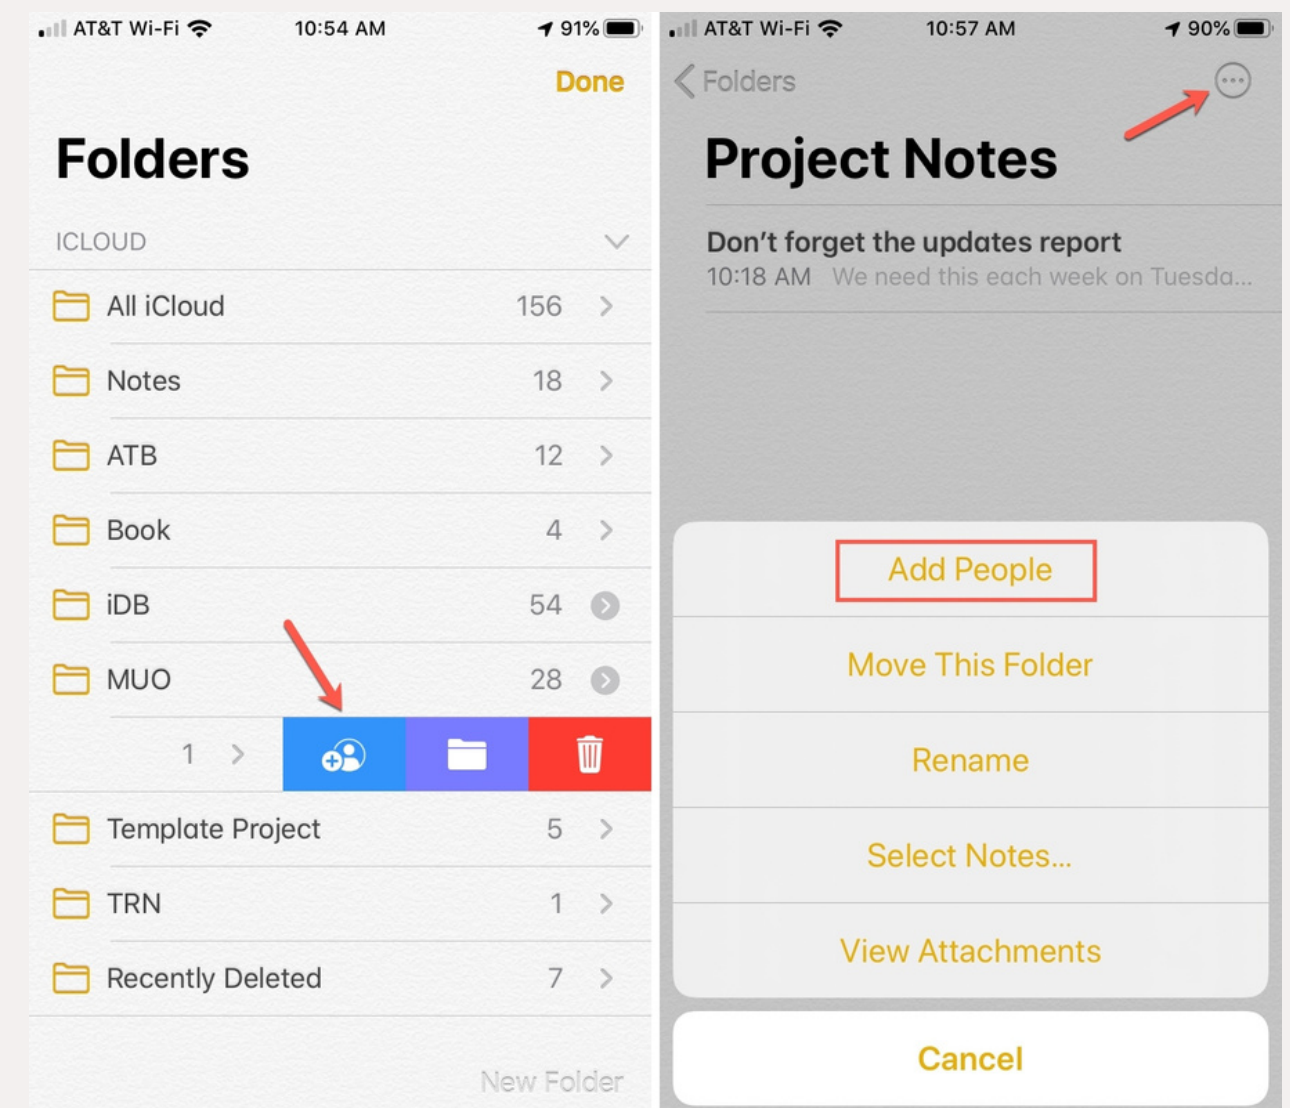 AT&T Wi-Fi 10:54 AM 91%
Done
Folders
ICLOUD
All iCloud 156
Notes 18
ATB 12
Book 4
iDB 54
MUO 28
1
Template Project 5
TRN 1
Recently Deleted 7
New Folder
AT&T Wi-Fi 10:57 AM 90%
Folders
Project Notes
Don't forget the updates report
10:18 AM We need this each week on Tuesda...
Add People
Move This Folder
Rename
Select Notes...
View Attachments
Cancel